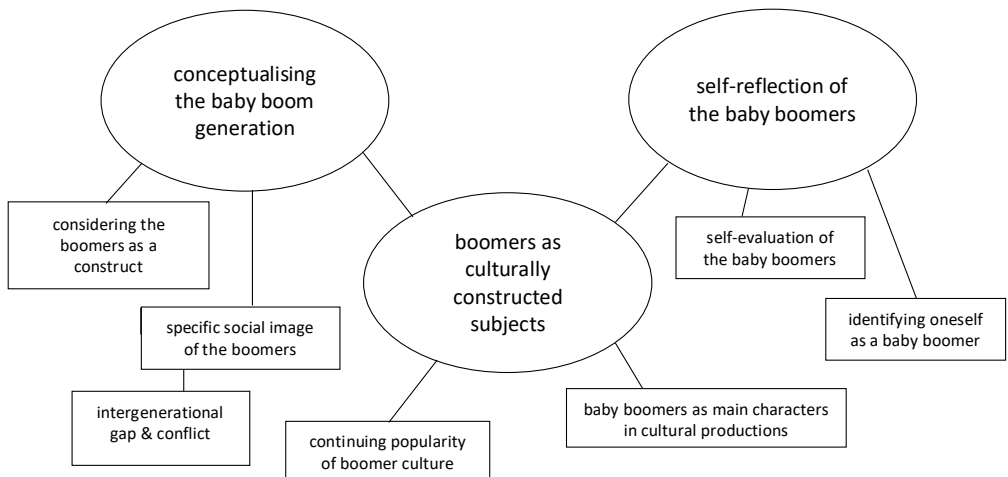 conceptualising
the baby boom
generation
self-reflection of
the baby boomers
considering the
boomers as a
construct
boomers as
culturally
constructed
subjects
self-evaluation of
the baby boomers
specific social image
of the boomers
identifying oneself
as a baby boomer
intergenerational
gap & conflict
continuing popularity
of boomer culture
baby boomers as main characters
in cultural productions